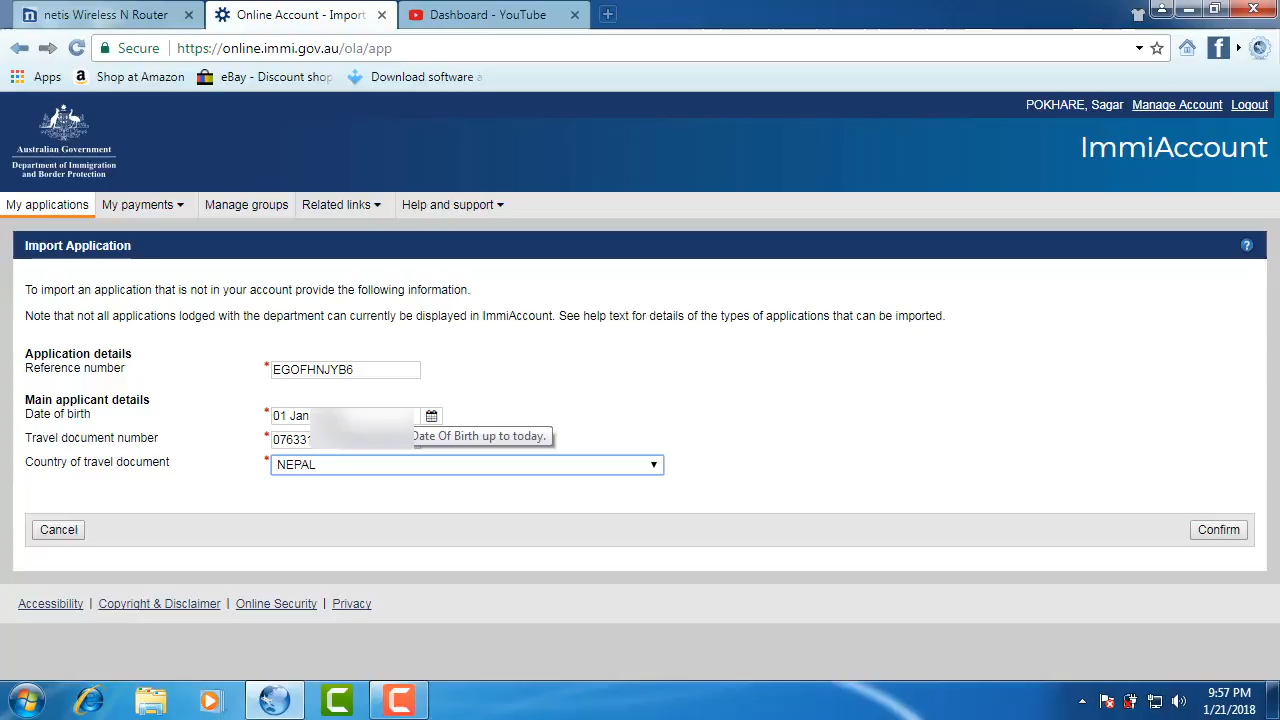 netis Wireless N Router
Online Account - Import
Dashboard - YouTube
Secure
https://online.immi.gov.au/ola/app
Apps
Shop at Amazon
eBay - Discount shop
Download software a
POKHARE, Sagar Manage Account Logout
Australian Government
Department of Immigration
and Border Protection
ImmiAccount
My applications My payments Manage groups Related links Help and support
Import Application
?
To import an application that is not in your account provide the following information.
Note that not all applications lodged with the department can currently be displayed in ImmiAccount. See help text for details of the types of applications that can be imported.
Application details
Reference number * EGOFHNJYB6
Main applicant details
Date of birth * 01 Jan
Date Of Birth up to today.
Travel document number * 07633
Country of travel document * NEPAL
Cancel Confirm
Accessibility | Copyright & Disclaimer | Online Security | Privacy
9:57 PM
1/21/2018